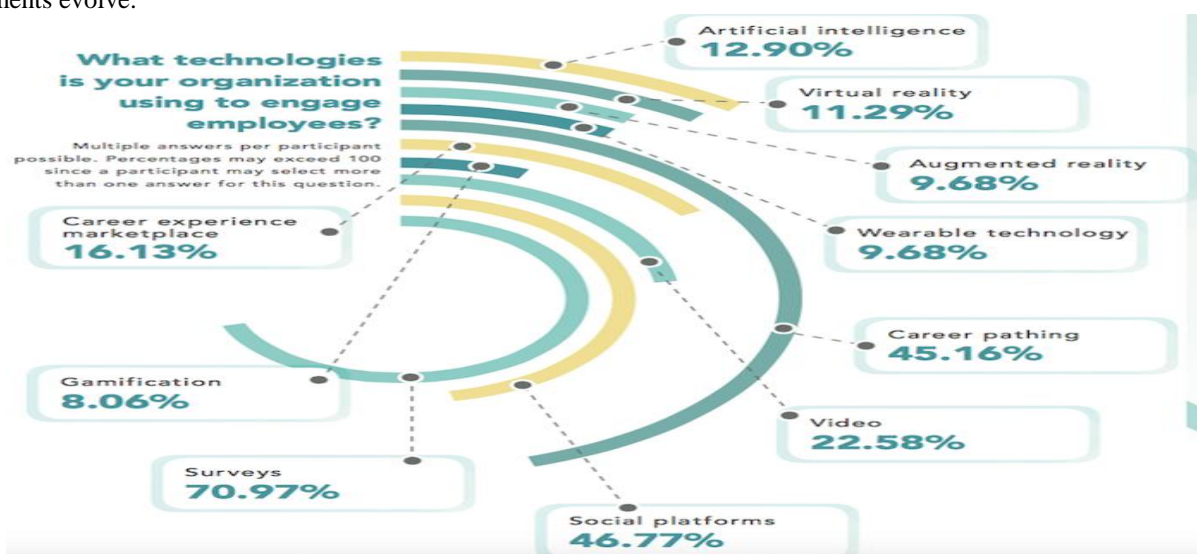 ments evolve.
What technologies
is your organization
using to engage
employees?
Multiple answers per participant
possible. Percentages may exceed 100
since a participant may select more
than one answer for this question.
Artificial intelligence
12.90%
Virtual reality
11.29%
Augmented reality
9.68%
Wearable technology
9.68%
Career pathing
45.16%
Video
22.58%
Social platforms
46.77%
Surveys
70.97%
Gamification
8.06%
Career experience
marketplace
16.13%